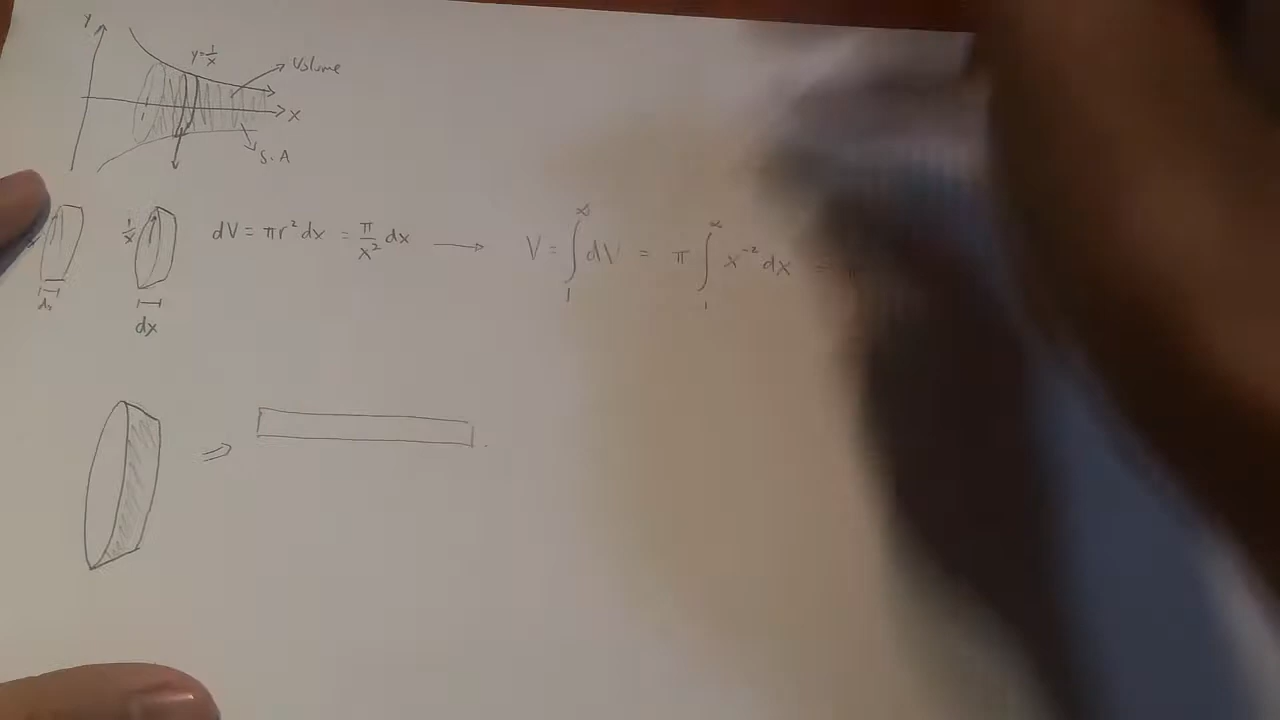 y
y = 1/x
Volume
x
S.A
1/x
dV = πr² dx = π/x² dx → V = ∫₁^∞ dV = π ∫₁^∞ x⁻² dx = π
dx
dx
⇒